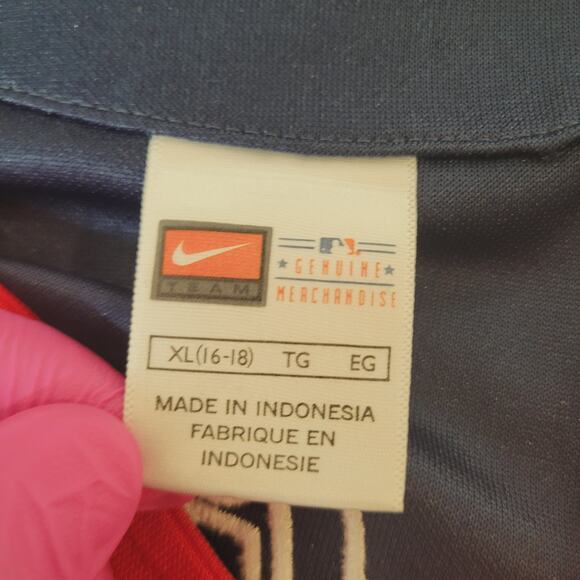 TEAM
GENUINE
MERCHANDISE
XL(16-18) TG EG
MADE IN INDONESIA
FABRIQUE EN
INDONESIE